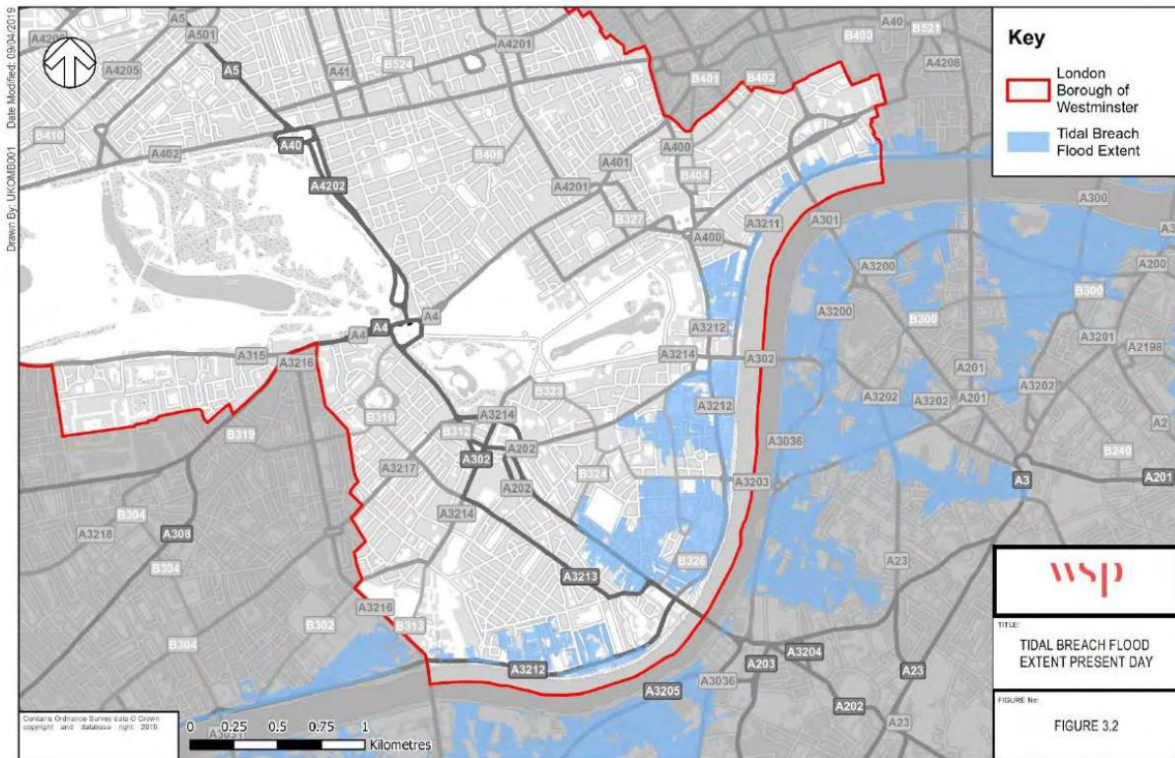 Drawn By: UKOMB001 Date Modified: 09/04/2019
Key
London
Borough of
Westminster
Tidal Breach
Flood Extent
A5
A501
A4205
A5
A41
B524
A4201
A40
B521
B400
A4208
B401
B402
B410
A402
A40
A4202
B406
A401
A400
A4201
B404
B327
A400
A3211
A301
A300
A3200
A200
B300
A3200
B300
A3201
A2198
A4
A4
A4
A315
A3216
A3212
A3214
A302
A201
A3202
A3202
A3202
A201
B319
B310
B323
A3214
B312
A202
A302
A3217
A202
B324
A3212
A3036
A3203
A2
B240
A3
A201
A3214
B304
A3218
A308
B304
B326
A3213
A23
A3216
B302
B313
B304
A3212
A3204
A203
A3036
A3205
A202
A23
A23
A3031
wsp
TITLE:
TIDAL BREACH FLOOD
EXTENT PRESENT DAY
FIGURE No:
FIGURE 3.2
Contains Ordnance Survey data © Crown
copyright and database right 2019
0 0.25 0.5 0.75 1
Kilometres